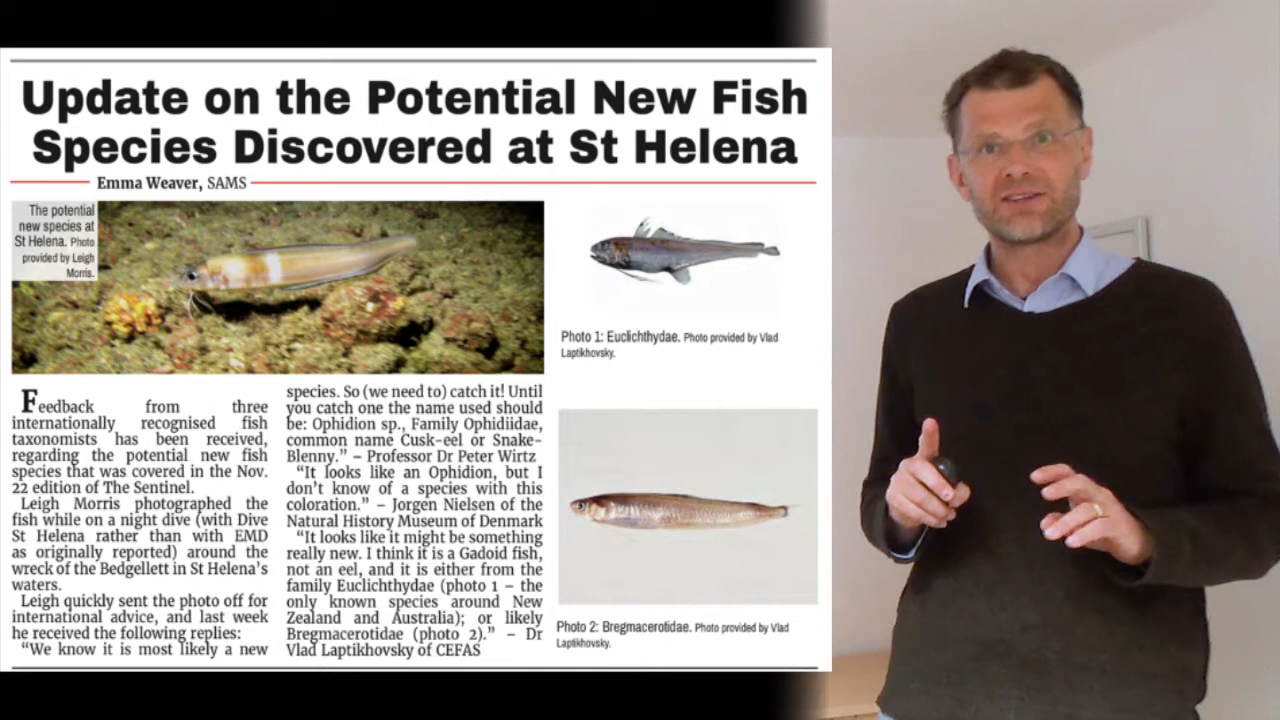 Update on the Potential New Fish
Species Discovered at St Helena
Emma Weaver, SAMS
The potential
new species at
St Helena. Photo
provided by Leigh
Morris.
Photo 1: Euclichthydae. Photo provided by Vlad
Laptikhovsky.
Feedback from three
internationally recognised fish
taxonomists has been received,
regarding the potential new fish
species that was covered in the Nov.
22 edition of The Sentinel.
Leigh Morris photographed the
fish while on a night dive (with Dive
St Helena rather than with EMD
as originally reported) around the
wreck of the Bedgellett in St Helena's
waters.
Leigh quickly sent the photo off for
international advice, and last week
he received the following replies:
"We know it is most likely a new
species. So (we need to) catch it! Until
you catch one the name used should
be: Ophidion sp., Family Ophidiidae,
common name Cusk-eel or Snake-
Blenny." – Professor Dr Peter Wirtz
"It looks like an Ophidion, but I
don't know of a species with this
coloration." – Jorgen Nielsen of the
Natural History Museum of Denmark
"It looks like it might be something
really new. I think it is a Gadoid fish,
not an eel, and it is either from the
family Euclichthydae (photo 1 – the
only known species around New
Zealand and Australia); or likely
Bregmacerotidae (photo 2)." – Dr
Vlad Laptikhovsky of CEFAS
Photo 2: Bregmacerotidae. Photo provided by Vlad
Laptikhovsky.